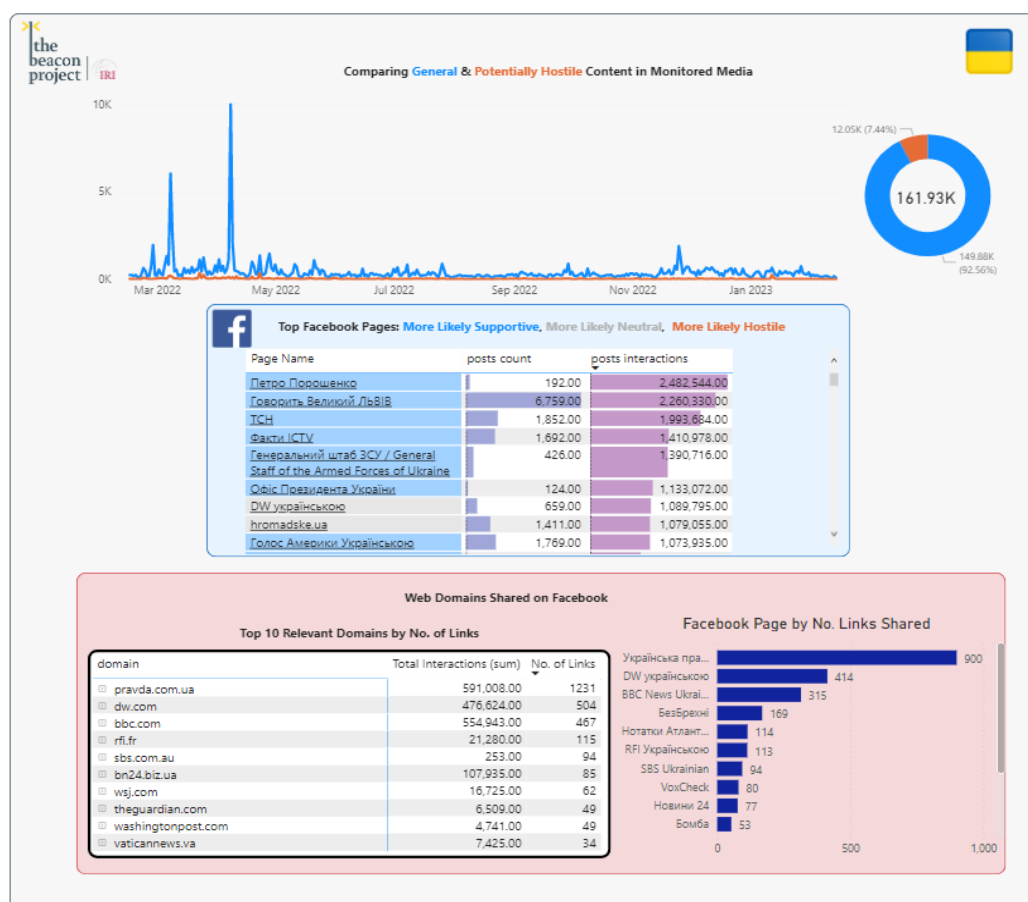 the
beacon
project
IRI
Comparing General & Potentially Hostile Content in Monitored Media
10K
5K
0K
Mar 2022 May 2022 Jul 2022 Sep 2022 Nov 2022 Jan 2023
12.05K (7.44%)
161.93K
149.88K
(92.56%)
Top Facebook Pages: More Likely Supportive, More Likely Neutral, More Likely Hostile
Page Name posts count posts interactions
Петро Порошенко 192.00 2,482,544.00
Говорить Великий ЛЬВІВ 6,759.00 2,260,330.00
ТСН 1,852.00 1,993,684.00
Факти ICTV 1,692.00 1,410,978.00
Генеральний штаб ЗСУ / General 426.00 1,390,716.00
Staff of the Armed Forces of Ukraine
Офіс Президента України 124.00 1,133,072.00
DW українською 659.00 1,089,795.00
hromadske.ua 1,411.00 1,079,055.00
Голос Америки Українською 1,769.00 1,073,935.00
Web Domains Shared on Facebook
Top 10 Relevant Domains by No. of Links
domain Total Interactions (sum) No. of Links
pravda.com.ua 591,008.00 1231
dw.com 476,624.00 504
bbc.com 554,943.00 467
rfi.fr 21,280.00 115
sbs.com.au 253.00 94
bn24.biz.ua 107,935.00 85
wsj.com 16,725.00 62
theguardian.com 6,509.00 49
washingtonpost.com 4,741.00 49
vaticannews.va 7,425.00 34
Facebook Page by No. Links Shared
Українська пра... 900
DW українською 414
BBC News Ukrai... 315
БезБрехні 169
Нотатки Атлант... 114
RFI Українською 113
SBS Ukrainian 94
VoxCheck 80
Новини 24 77
Бомба 53
0 500 1,000